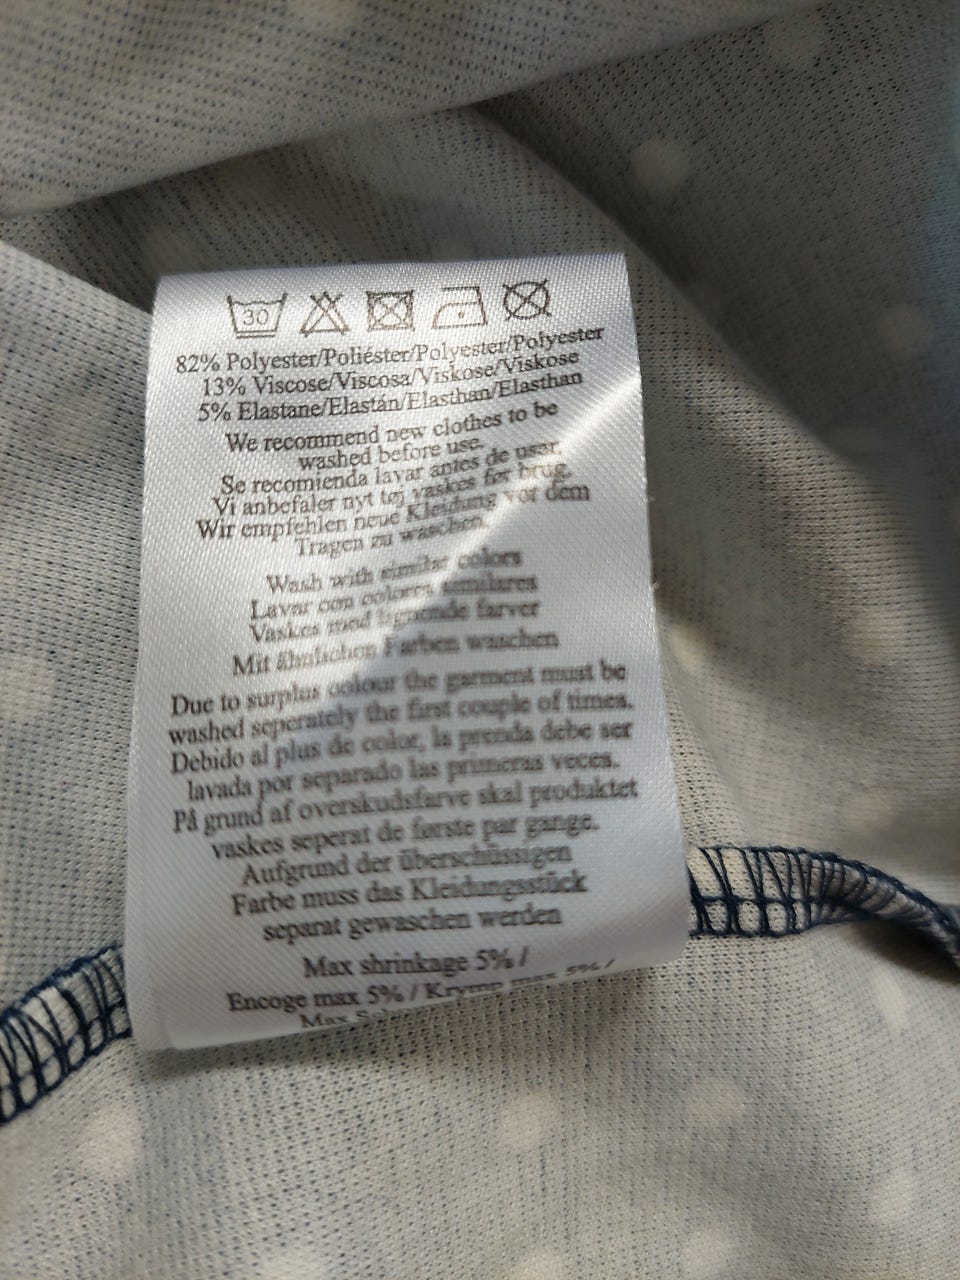 30
82% Polyester/Poliéster/Polyester/Polyester
13% Viscose/Viscosa/Viskose/Viskose
5% Elastane/Elastán/Elasthan/Elasthan
We recommend new clothes to be
washed before use.
Se recomienda lavar antes de usar.
Vi anbefaler nyt tøj vaskes før brug.
Wir empfehlen neue Kleidung vor dem
Tragen zu waschen.
Wash with similar colors
Lavar con colores similares
Vaskes med lignende farver
Mit ähnlichen Farben waschen
Due to surplus colour the garment must be
washed seperately the first couple of times.
Debido al plus de color, la prenda debe ser
lavada por separado las primeras veces.
På grund af overskudsfarve skal produktet
vaskes seperat de første par gange.
Aufgrund der überschüssigen
Farbe muss das Kleidungsstück
separat gewaschen werden
Max shrinkage 5% /
Encoge max 5% / Krymp max 5% /
Max